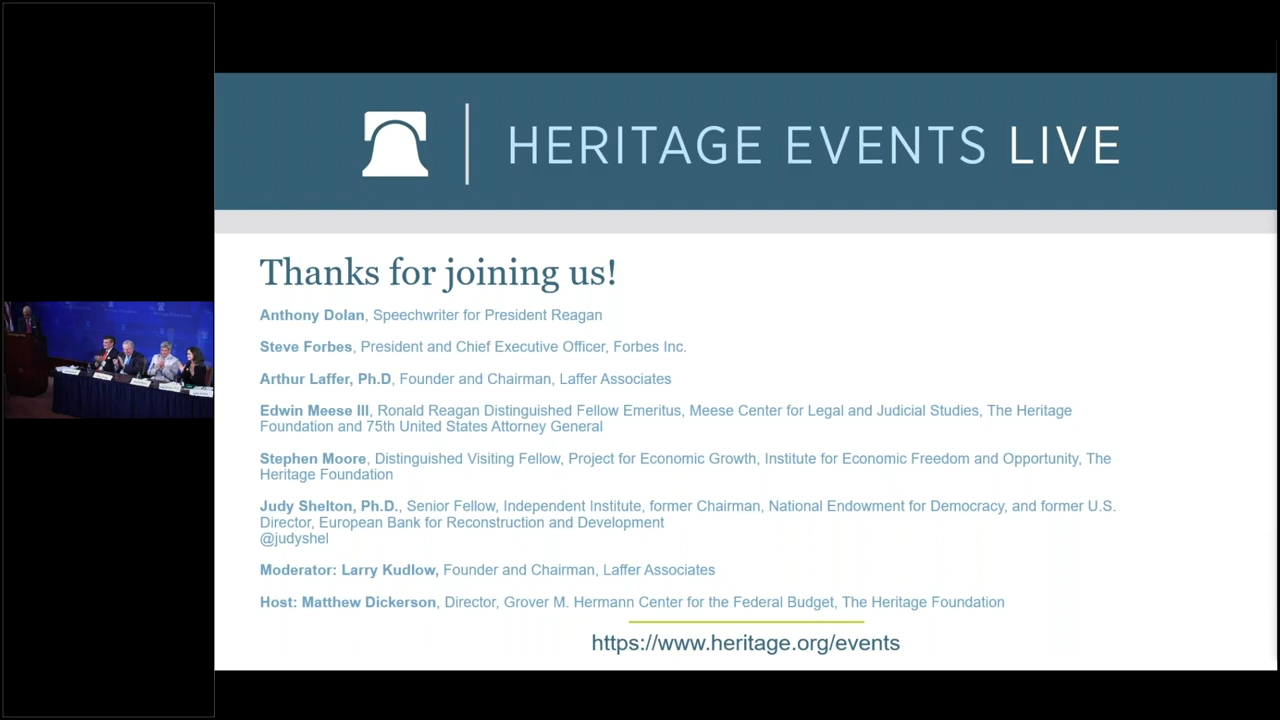 HERITAGE EVENTS LIVE
Thanks for joining us!
Anthony Dolan, Speechwriter for President Reagan
Steve Forbes, President and Chief Executive Officer, Forbes Inc.
Arthur Laffer, Ph.D, Founder and Chairman, Laffer Associates
Edwin Meese III, Ronald Reagan Distinguished Fellow Emeritus, Meese Center for Legal and Judicial Studies, The Heritage
Foundation and 75th United States Attorney General
Stephen Moore, Distinguished Visiting Fellow, Project for Economic Growth, Institute for Economic Freedom and Opportunity, The
Heritage Foundation
Judy Shelton, Ph.D., Senior Fellow, Independent Institute, former Chairman, National Endowment for Democracy, and former U.S.
Director, European Bank for Reconstruction and Development
@judyshel
Moderator: Larry Kudlow, Founder and Chairman, Laffer Associates
Host: Matthew Dickerson, Director, Grover M. Hermann Center for the Federal Budget, The Heritage Foundation
https://www.heritage.org/events